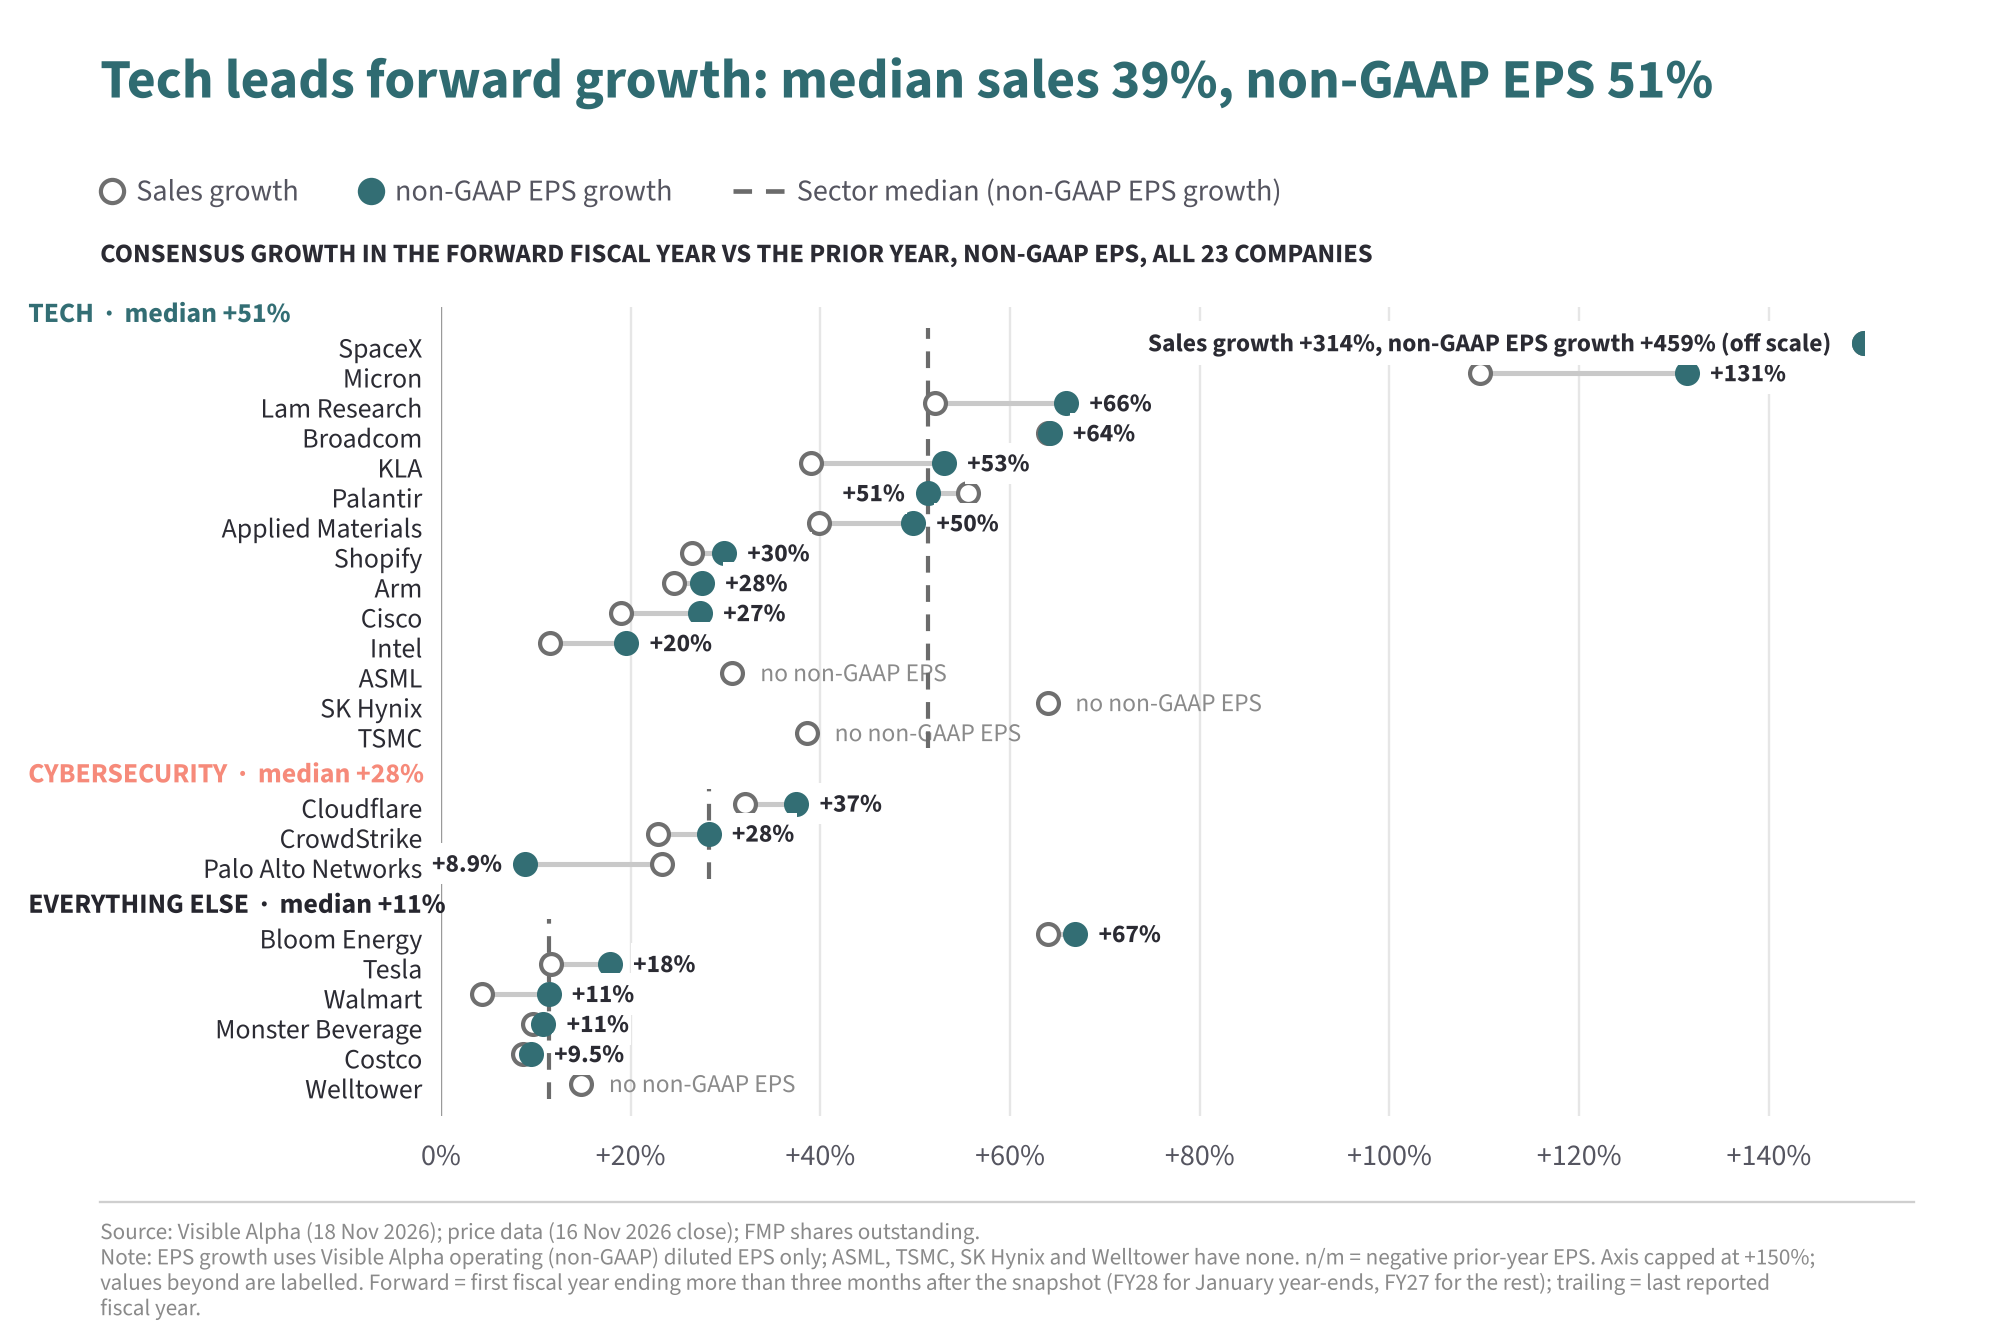 Tech leads forward growth: median sales 39%, non-GAAP EPS 51%
Sales growth
non-GAAP EPS growth
Sector median (non-GAAP EPS growth)
CONSENSUS GROWTH IN THE FORWARD FISCAL YEAR VS THE PRIOR YEAR, NON-GAAP EPS, ALL 23 COMPANIES
TECH · median +51%
SpaceX Sales growth +314%, non-GAAP EPS growth +459% (off scale)
Micron +131%
Lam Research +66%
Broadcom +64%
KLA +53%
Palantir +51%
Applied Materials +50%
Shopify +30%
Arm +28%
Cisco +27%
Intel +20%
ASML no non-GAAP EPS
SK Hynix no non-GAAP EPS
TSMC no non-GAAP EPS
CYBERSECURITY · median +28%
Cloudflare +37%
CrowdStrike +28%
Palo Alto Networks +8.9%
EVERYTHING ELSE · median +11%
Bloom Energy +67%
Tesla +18%
Walmart +11%
Monster Beverage +11%
Costco +9.5%
Welltower no non-GAAP EPS
0% +20% +40% +60% +80% +100% +120% +140%
Source: Visible Alpha (18 Nov 2026); price data (16 Nov 2026 close); FMP shares outstanding.
Note: EPS growth uses Visible Alpha operating (non-GAAP) diluted EPS only; ASML, TSMC, SK Hynix and Welltower have none. n/m = negative prior-year EPS. Axis capped at +150%;
values beyond are labelled. Forward = first fiscal year ending more than three months after the snapshot (FY28 for January year-ends, FY27 for the rest); trailing = last reported
fiscal year.